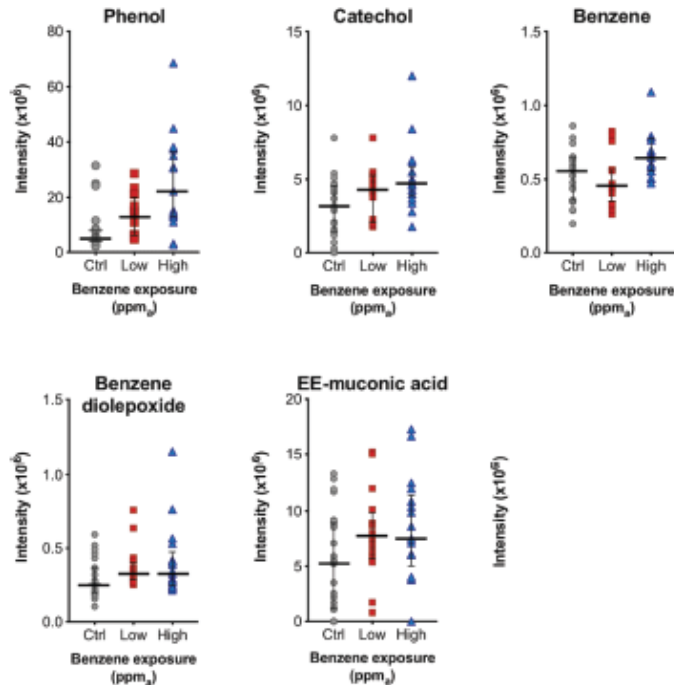 Phenol
Intensity (x10⁶)
80
60
40
20
0
Ctrl Low High
Benzene exposure
(ppmₐ)
Catechol
Intensity (x10⁶)
15
10
5
0
Ctrl Low High
Benzene exposure
(ppmₐ)
Benzene
Intensity (x10⁶)
1.5
1.0
0.5
0.0
Ctrl Low High
Benzene exposure
(ppmₐ)
Benzene
diolepoxide
Intensity (x10⁶)
1.5
1.0
0.5
0.0
Ctrl Low High
Benzene exposure
(ppmₐ)
EE-muconic acid
Intensity (x10⁶)
20
15
10
5
0
Ctrl Low High
Benzene exposure
(ppmₐ)
Intensity (x10⁶)